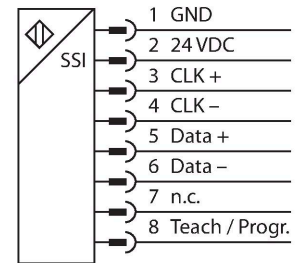 1 GND
2 24 VDC
SSI
3 CLK +
4 CLK –
5 Data +
6 Data –
7 n.c.
8 Teach / Progr.